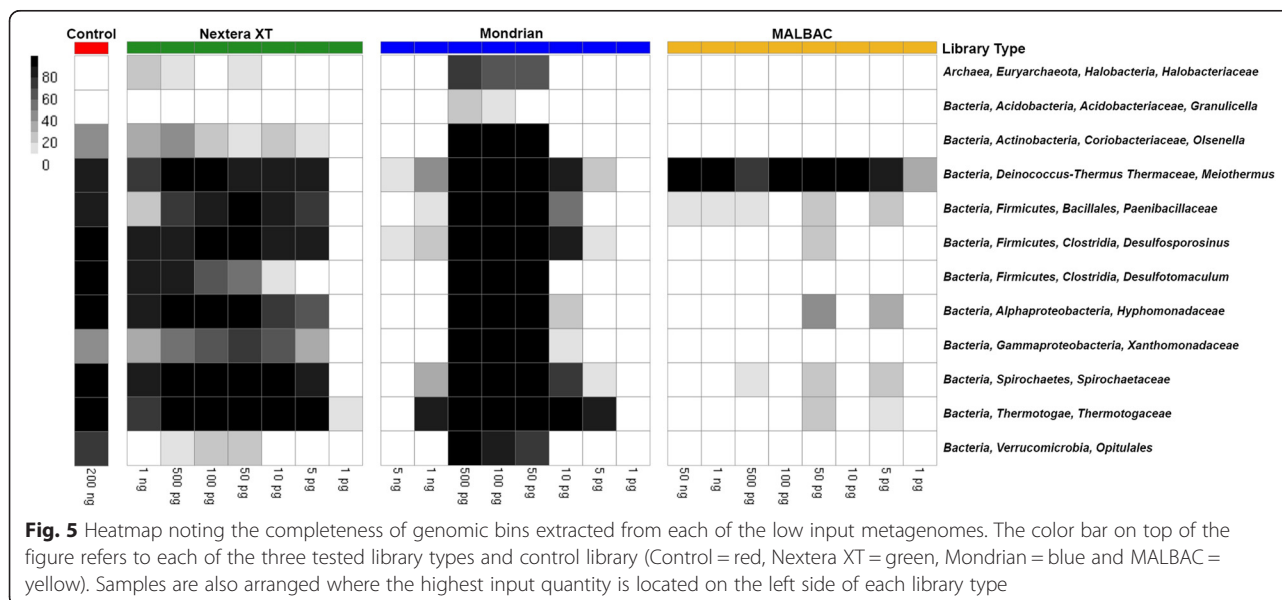 Control Nextera XT Mondrian MALBAC
Library Type
80
60
40
20
0
Archaea, Euryarchaeota, Halobacteria, Halobacteriaceae
Bacteria, Acidobacteria, Acidobacteriaceae, Granulicella
Bacteria, Actinobacteria, Coriobacteriaceae, Olsenella
Bacteria, Deinococcus-Thermus Thermaceae, Meiothermus
Bacteria, Firmicutes, Bacillales, Paenibacillaceae
Bacteria, Firmicutes, Clostridia, Desulfosporosinus
Bacteria, Firmicutes, Clostridia, Desulfotomaculum
Bacteria, Alphaproteobacteria, Hyphomonadaceae
Bacteria, Gammaproteobacteria, Xanthomonadaceae
Bacteria, Spirochaetes, Spirochaetaceae
Bacteria, Thermotogae, Thermotogaceae
Bacteria, Verrucomicrobia, Opitulales
200 ng 1 ng 500 pg 100 pg 50 pg 10 pg 5 pg 1 pg 5 ng 1 ng 500 pg 100 pg 50 pg 10 pg 5 pg 1 pg 50 ng 1 ng 500 pg 100 pg 50 pg 10 pg 5 pg 1 pg
Fig. 5 Heatmap noting the completeness of genomic bins extracted from each of the low input metagenomes. The color bar on top of the
figure refers to each of the three tested library types and control library (Control = red, Nextera XT = green, Mondrian = blue and MALBAC =
yellow). Samples are also arranged where the highest input quantity is located on the left side of each library type